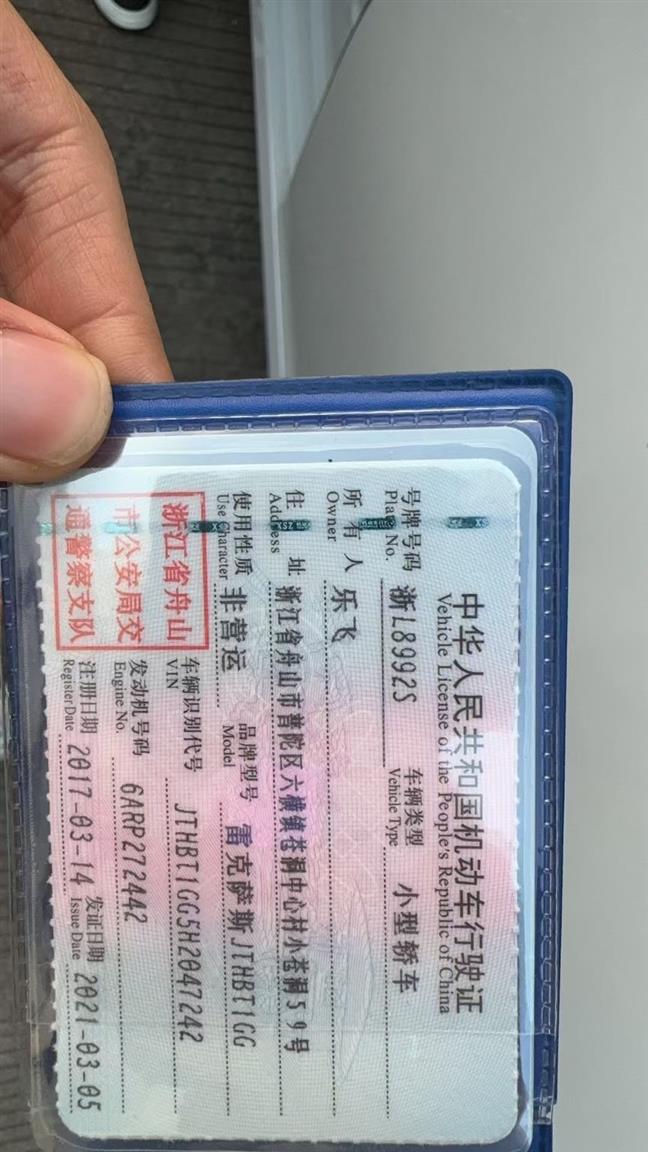 中华人民共和国机动车行驶证
Vehicle License of the People's Republic of China
号牌号码 浙L8992S 车辆类型 小型轿车
Plate No. Vehicle Type
所有人 乐飞
Owner
住址 浙江省舟山市普陀区六横镇苍洞中心村小苍洞59号
Address
使用性质 非营运 品牌型号 雷克萨斯JTHBT1GG
Use Character Model
浙江省舟山
市公安局交
通警察支队
车辆识别代号 JTHBT1GG5H2047242
VIN
发动机号码 6ARP272442
Engine No.
注册日期 2017-03-14 发证日期 2021-03-05
Register Date Issue Date